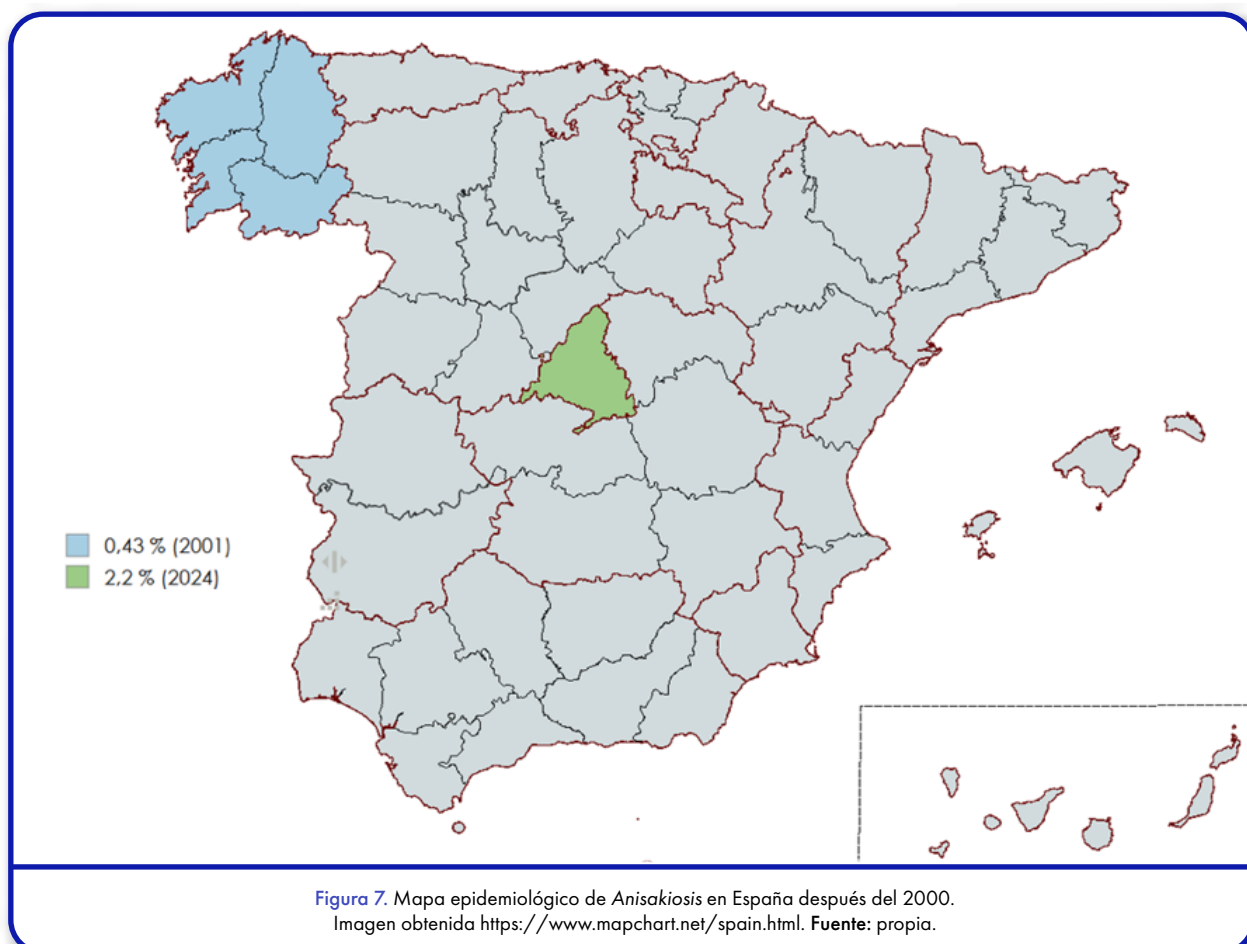 0,43 % (2001)
2,2 % (2024)
Figura 7. Mapa epidemiológico de Anisakiosis en España después del 2000.
Imagen obtenida https://www.mapchart.net/spain.html. Fuente: propia.